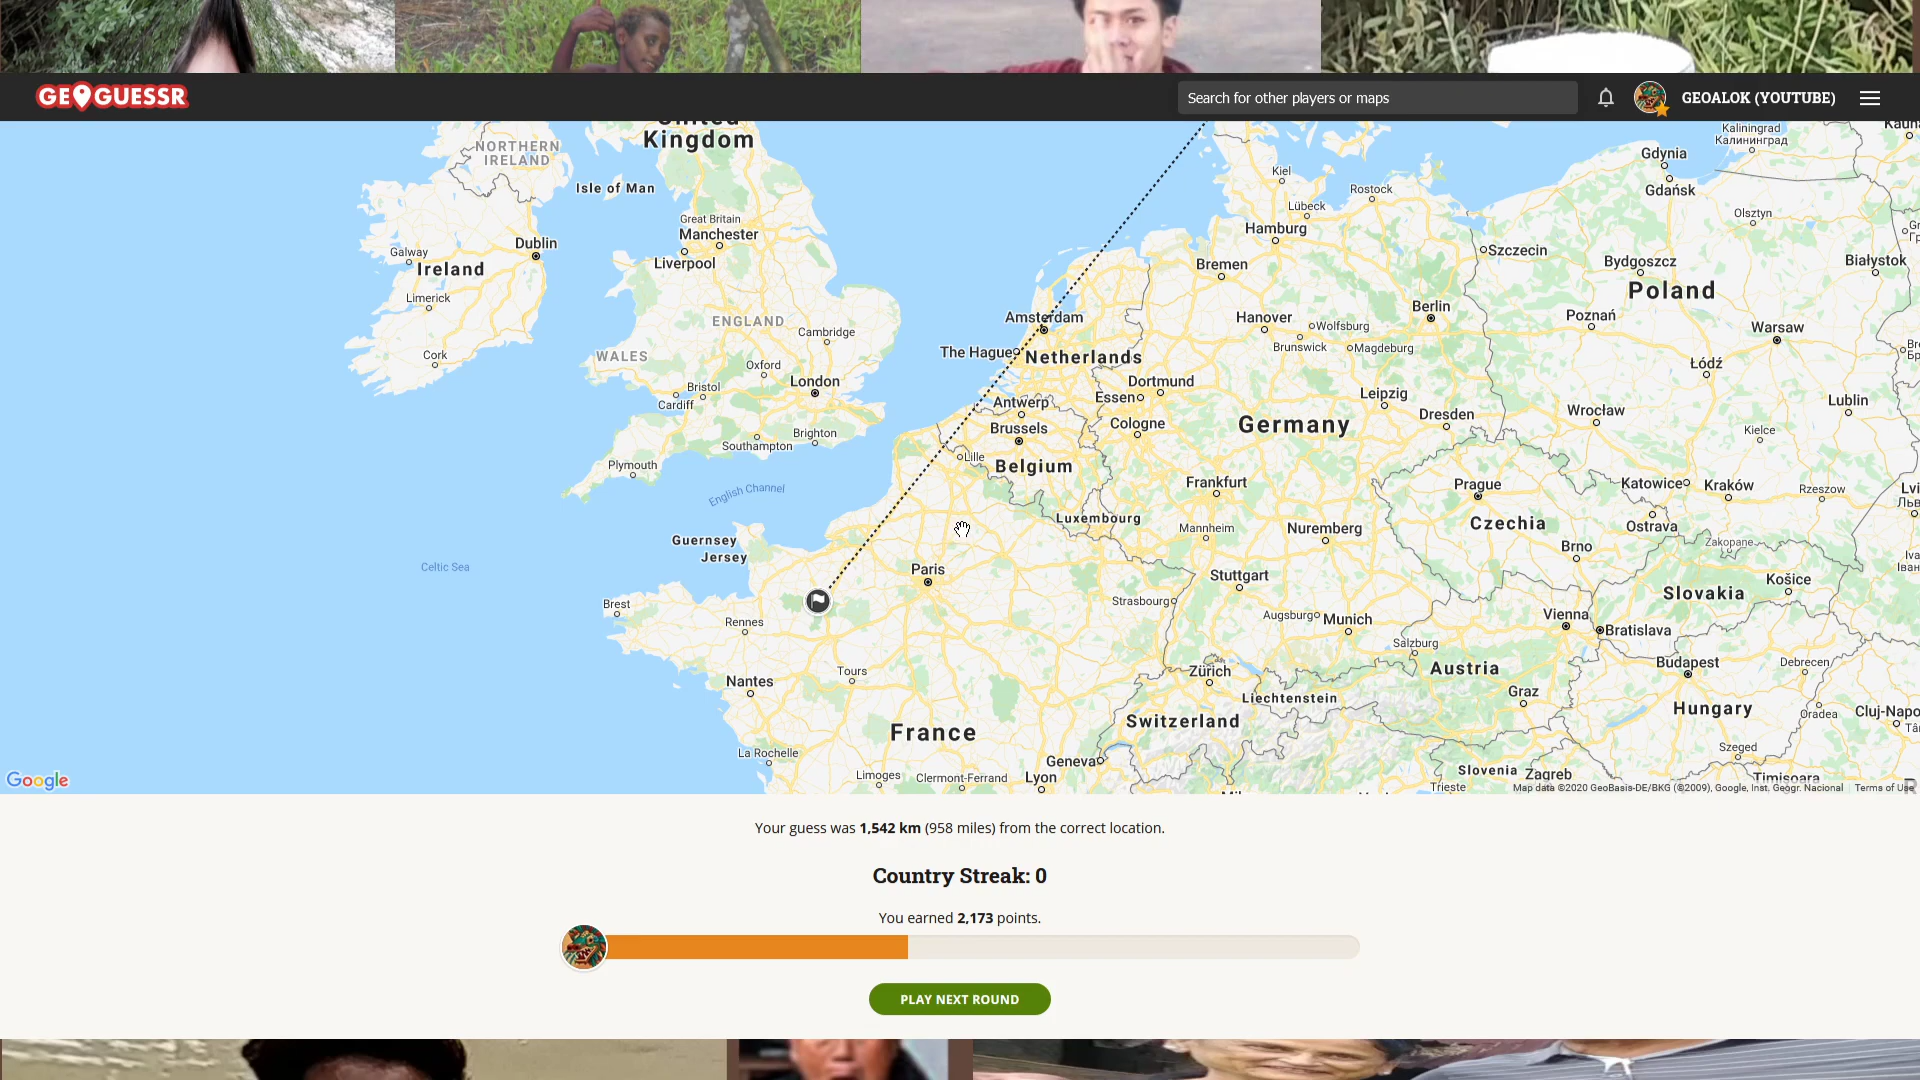 GEOGUESSR
Search for other players or maps
GEOALOK (YOUTUBE)
United
Kingdom
NORTHERN
IRELAND
Isle of Man
Great Britain
Manchester
Liverpool
Dublin
Galway
Ireland
Limerick
Cork
ENGLAND
WALES
Cambridge
Oxford
London
Bristol
Cardiff
Southampton
Brighton
Plymouth
English Channel
Guernsey
Jersey
Celtic Sea
Brest
Rennes
Nantes
Tours
Paris
La Rochelle
Limoges
Clermont-Ferrand
Lyon
France
Lille
Amsterdam
The Hague
Netherlands
Antwerp
Brussels
Belgium
Luxembourg
Dortmund
Essen
Cologne
Kiel
Lübeck
Rostock
Hamburg
Bremen
Hanover
Wolfsburg
Brunswick
Magdeburg
Berlin
Leipzig
Dresden
Germany
Frankfurt
Mannheim
Nuremberg
Stuttgart
Strasbourg
Augsburg
Munich
Zürich
Liechtenstein
Switzerland
Geneva
Salzburg
Austria
Vienna
Graz
Slovenia
Zagreb
Trieste
Kaliningrad
Калининград
Gdynia
Gdańsk
Olsztyn
Szczecin
Bydgoszcz
Białystok
Poland
Poznań
Warsaw
Łódź
Wrocław
Lublin
Kielce
Katowice
Kraków
Rzeszow
Prague
Czechia
Ostrava
Brno
Zakopane
Košice
Slovakia
Bratislava
Budapest
Debrecen
Hungary
Oradea
Cluj-Napo
Szeged
Timișoara
Google
Map data ©2020 GeoBasis-DE/BKG (©2009), Google, Inst. Geogr. Nacional
Terms of Use
Your guess was 1,542 km (958 miles) from the correct location.
Country Streak: 0
You earned 2,173 points.
PLAY NEXT ROUND